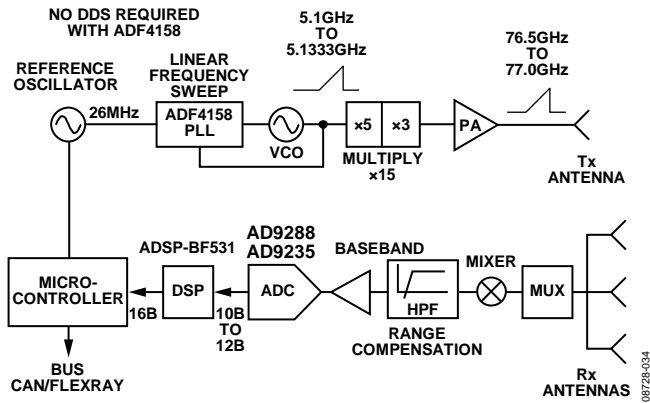 NO DDS REQUIRED
WITH ADF4158
5.1GHz
TO
5.1333GHz
76.5GHz
TO
77.0GHz
REFERENCE
OSCILLATOR
LINEAR
FREQUENCY
SWEEP
26MHz
ADF4158
PLL
VCO
×5
×3
MULTIPLY
×15
PA
Tx
ANTENNA
MICRO-
CONTROLLER
16B
BUS
CAN/FLEXRAY
ADSP-BF531
DSP
10B
TO
12B
AD9288
AD9235
ADC
BASEBAND
HPF
RANGE
COMPENSATION
MIXER
MUX
Rx
ANTENNAS
08728-034